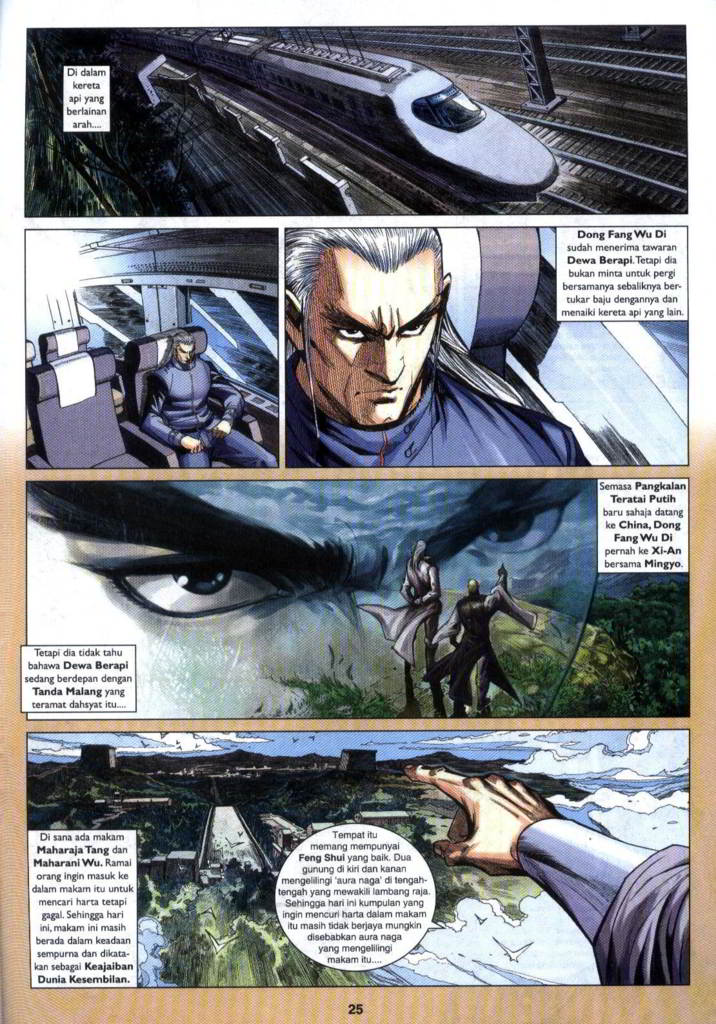 Di dalam
kereta
api yang
berlainan
arah....
Dong Fang Wu Di
sudah menerima tawaran
Dewa Berapi. Tetapi dia
bukan minta untuk pergi
bersamanya sebaliknya ber-
tukar baju dengannya dan
menaiki kereta api yang lain.
Semasa Pangkalan
Teratai Putih
baru sahaja datang
ke China, Dong
Fang Wu Di
pernah ke Xi-An
bersama Mingyo.
Tetapi dia tidak tahu
bahawa Dewa Berapi
sedang berdepan dengan
Tanda Malang yang
teramat dahsyat itu....
Di sana ada makam
Maharaja Tang dan
Maharani Wu. Ramai
orang ingin masuk ke
dalam makam itu untuk
mencari harta tetapi
gagal. Sehingga hari
ini, makam ini masih
berada dalam keadaan
sempurna dan dikata-
kan sebagai Keajaiban
Dunia Kesembilan.
Tempat itu
memang mempunyai
Feng Shui yang baik. Dua
gunung di kiri dan kanan
mengelilingi 'aura naga' di tengah-
tengah yang mewakili lambang raja.
Sehingga hari ini kumpulan yang
ingin mencuri harta dalam makam
itu masih tidak berjaya mungkin
disebabkan aura naga
yang mengelilingi
makam itu....
25